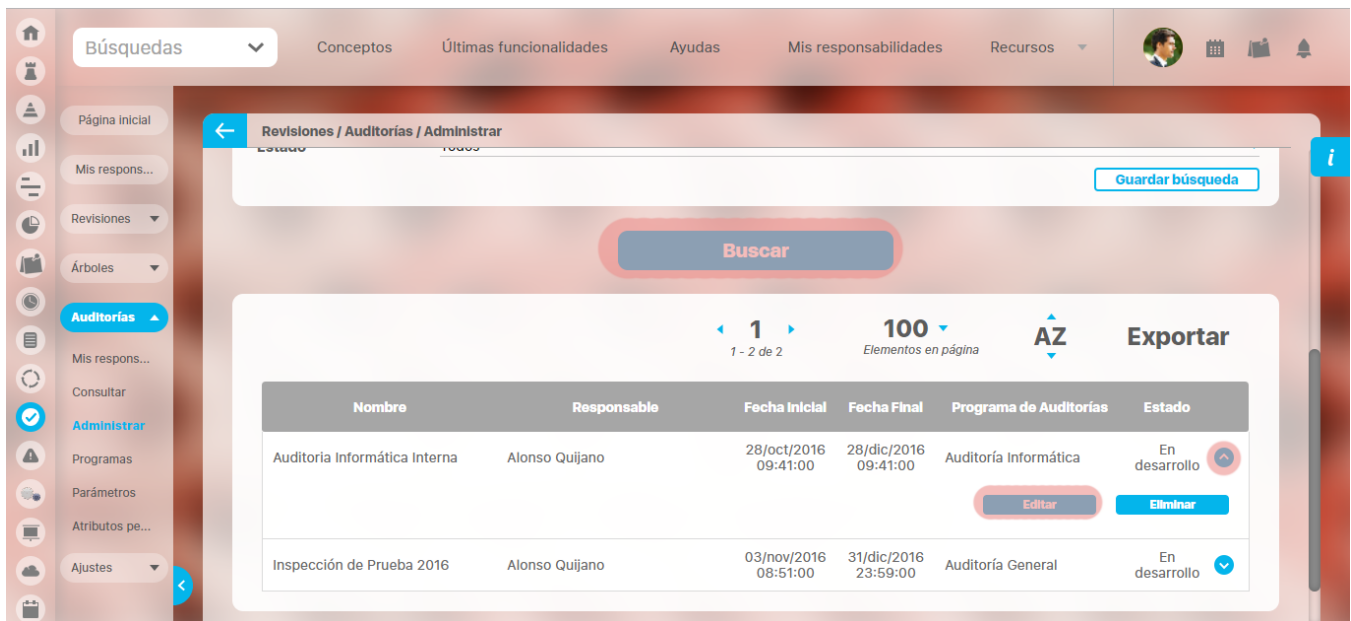 Búsquedas
Conceptos
Últimas funcionalidades
Ayudas
Mis responsabilidades
Recursos
Página inicial
Mis respons...
Revisiones
Árboles
Auditorías
Mis respons...
Consultar
Administrar
Programas
Parámetros
Atributos pe...
Ajustes
Revisiones / Auditorías / Administrar
i
Estado
Todos
Guardar búsqueda
Buscar
1
1 - 2 de 2
100
Elementos en página
AZ
Exportar
Nombre Responsable Fecha Inicial Fecha Final Programa de Auditorías Estado
Auditoria Informática Interna Alonso Quijano 28/oct/2016 09:41:00 28/dic/2016 09:41:00 Auditoría Informática En desarrollo
Editar Eliminar
Inspección de Prueba 2016 Alonso Quijano 03/nov/2016 08:51:00 31/dic/2016 23:59:00 Auditoría General En desarrollo